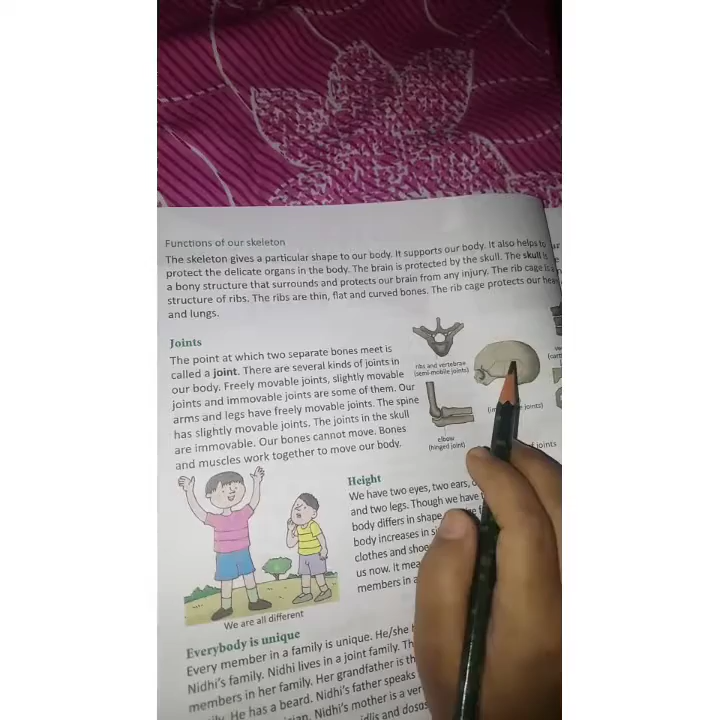 Functions of our skeleton
The skeleton gives a particular shape to our body. It supports our body. It also helps to
protect the delicate organs in the body. The brain is protected by the skull. The skull is
a bony structure that surrounds and protects our brain from any injury. The rib cage is a
structure of ribs. The ribs are thin, flat and curved bones. The rib cage protects our heart
and lungs.
Joints
The point at which two separate bones meet is
called a joint. There are several kinds of joints in
our body. Freely movable joints, slightly movable
joints and immovable joints are some of them. Our
arms and legs have freely movable joints. The spine
has slightly movable joints. The joints in the skull
are immovable. Our bones cannot move. Bones
and muscles work together to move our body.
ribs and vertebrae
(semi-mobile joints)
joints)
elbow
(hinged joint)
joints
Height
We have two eyes, two ears,
and two legs. Though we have
body differs in shape
body increases in
clothes and
us now. It
members in
We are all different
Everybody is unique
Every member in a family is unique. He/she
Nidhi's family. Nidhi lives in a joint family.
members in her family. Her grandfather is
He has a beard. Nidhi's father speaks
Nidhi's mother is a
and